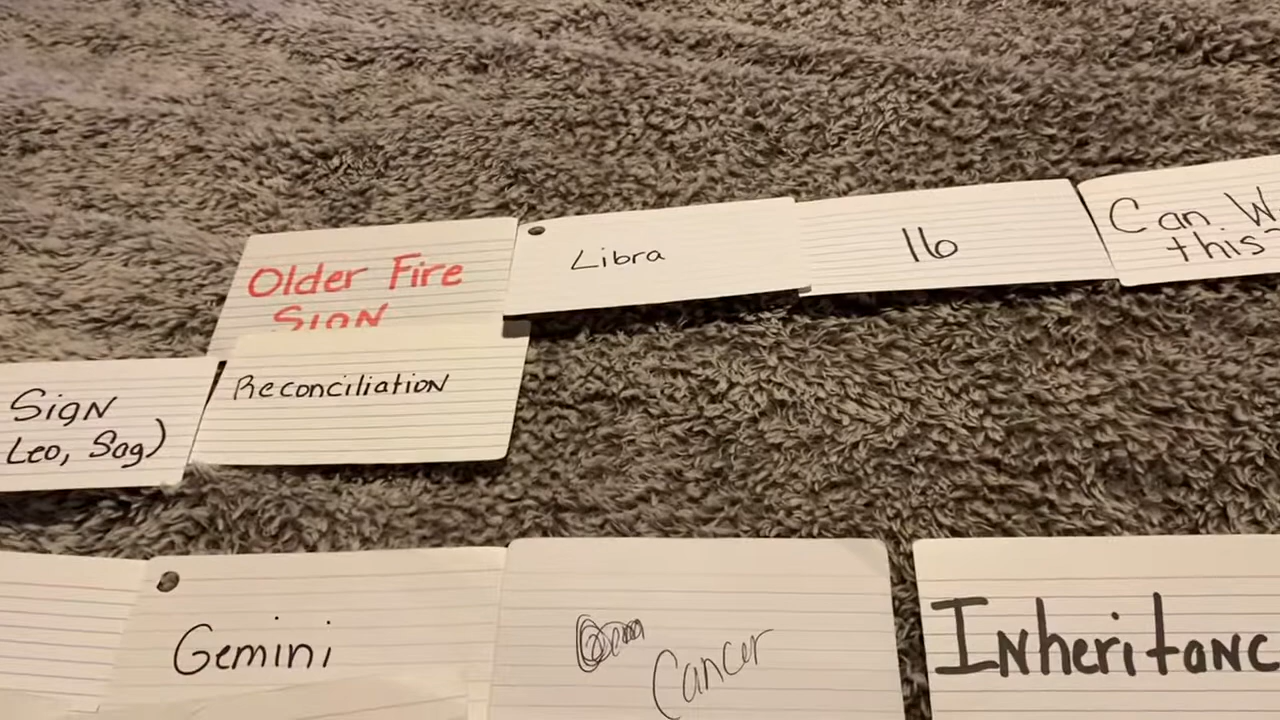 Older Fire
Sign
Libra
16
Can W
this?
Sign
Leo, Sag)
Reconciliation
Gemini
Cancer
Inheritanc